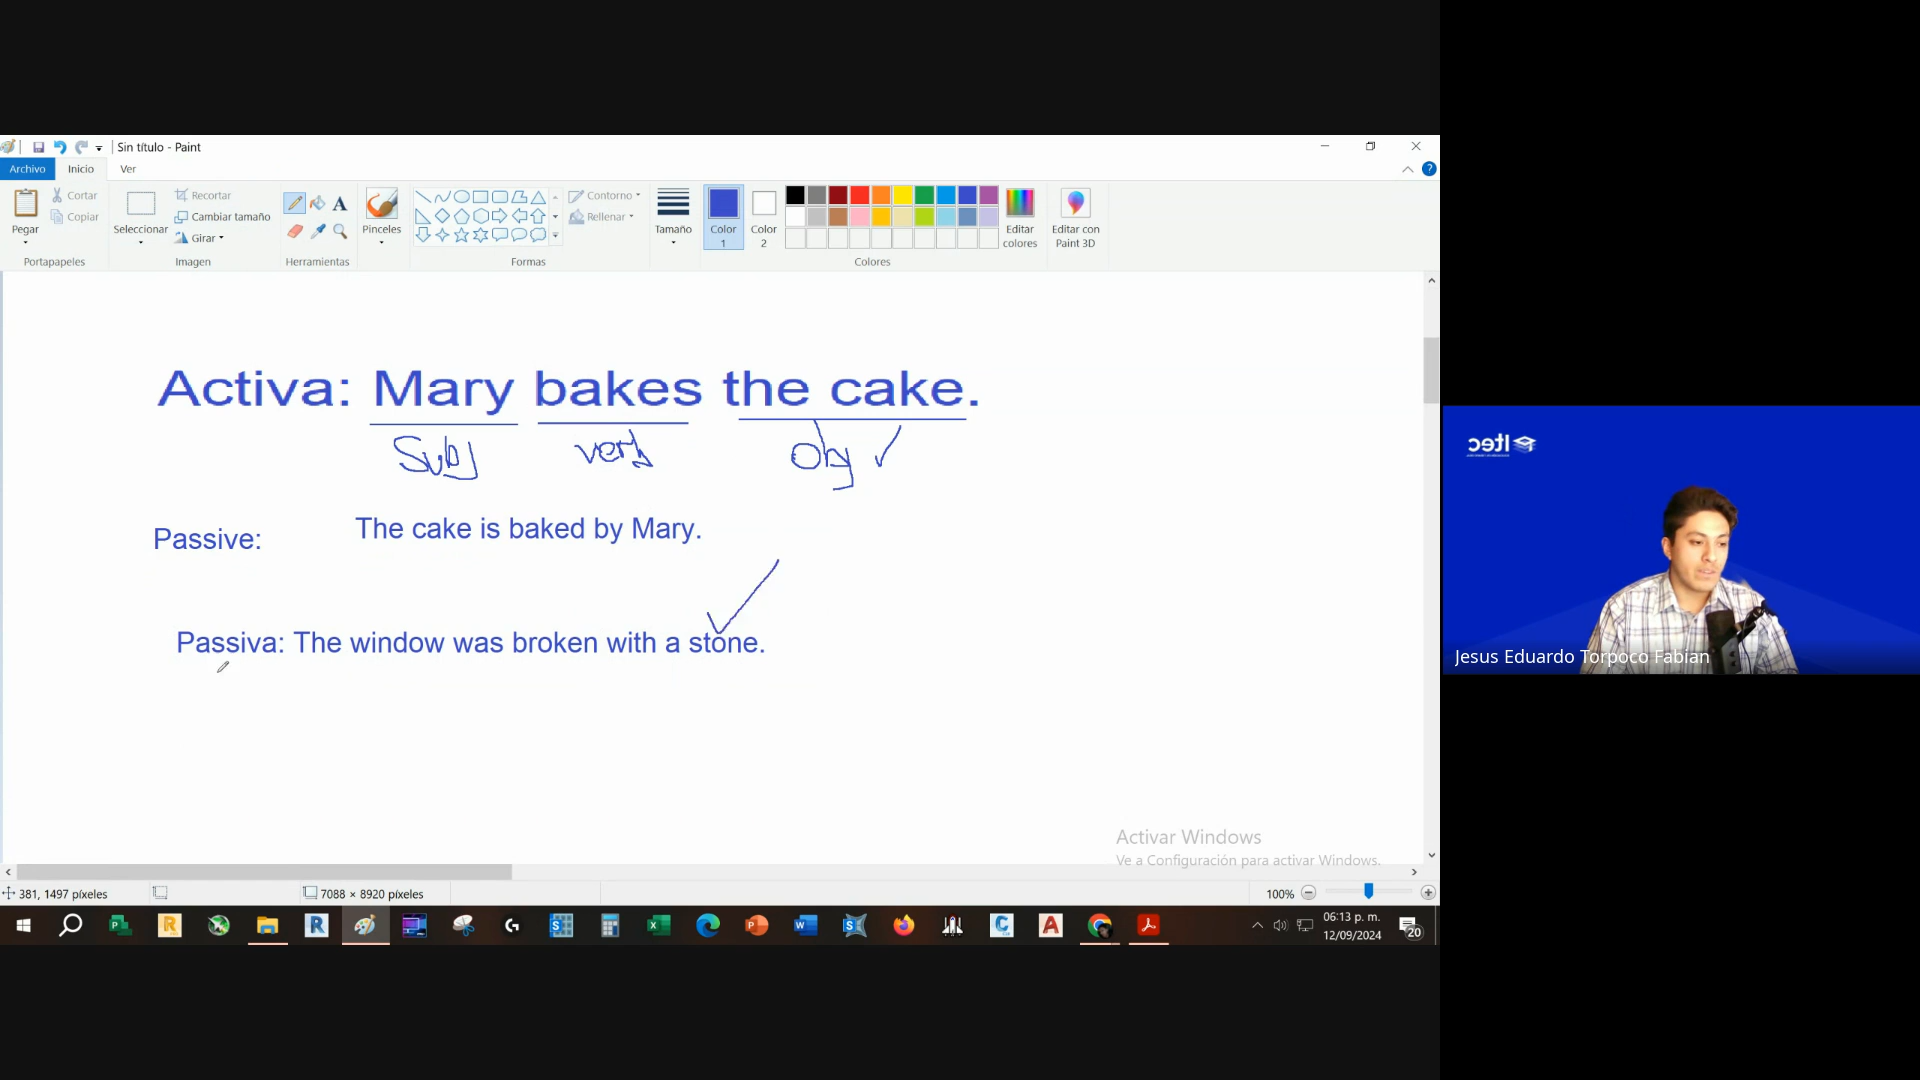 Sin título - Paint
Archivo Inicio Ver
Pegar
Cortar
Copiar
Portapapeles
Seleccionar
Recortar
Cambiar tamaño
Girar
Imagen
Herramientas
Pinceles
Formas
Contorno
Rellenar
Tamaño
Color 1
Color 2
Colores
Editar colores
Editar con Paint 3D
Activa: Mary bakes the cake.
Subj verb Obj
Passive: The cake is baked by Mary.
Passiva: The window was broken with a stone.
Activar Windows
Ve a Configuración para activar Windows.
381, 1497 píxeles
7088 × 8920 píxeles
100%
06:13 p. m.
12/09/2024
20
Itec
Jesus Eduardo Torpoco Fabian